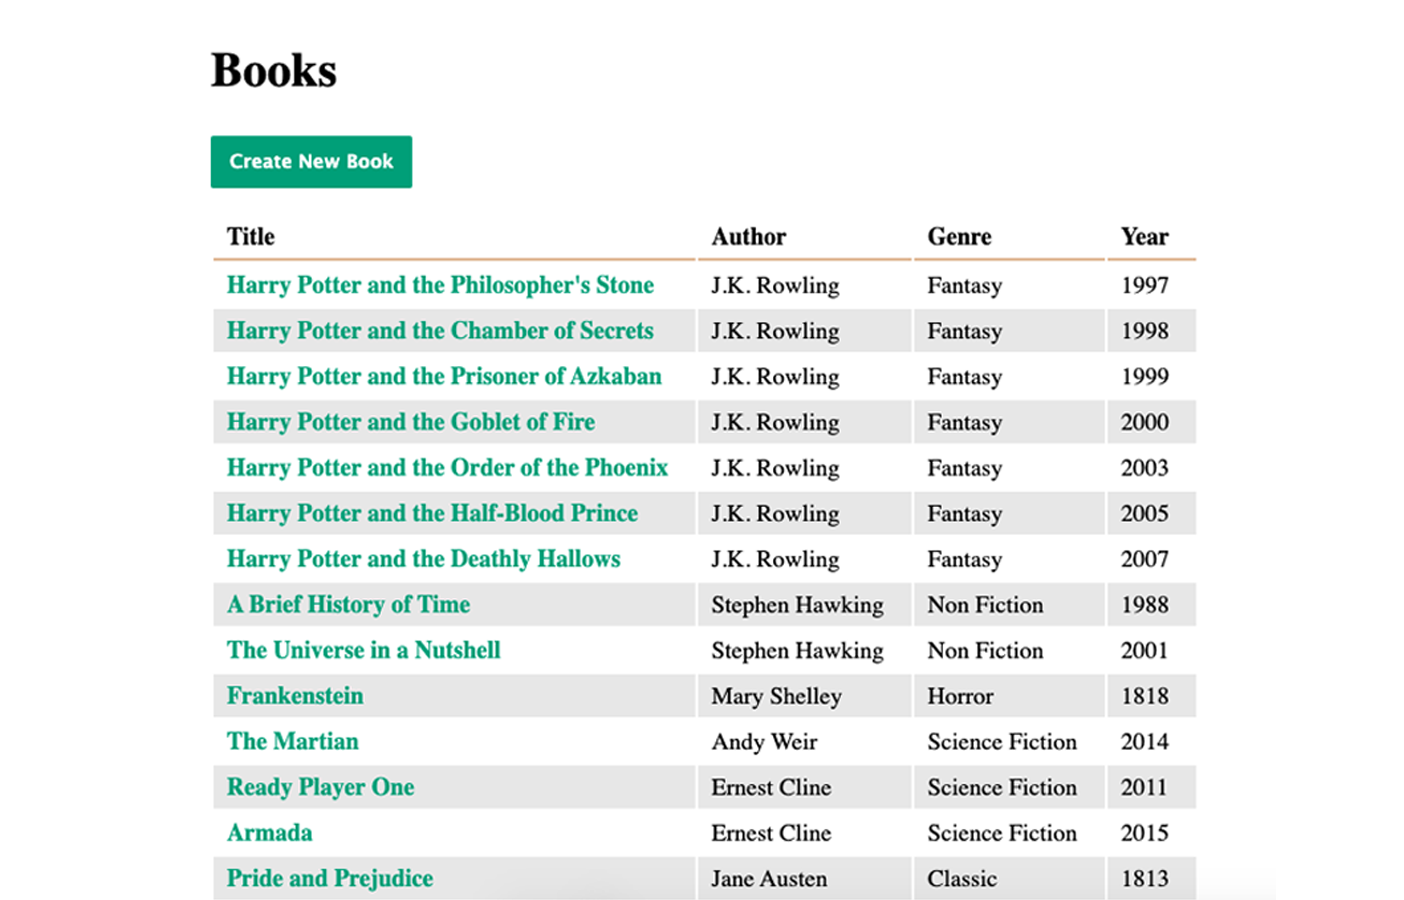 Books
Create New Book
Title Author Genre Year
Harry Potter and the Philosopher's Stone J.K. Rowling Fantasy 1997
Harry Potter and the Chamber of Secrets J.K. Rowling Fantasy 1998
Harry Potter and the Prisoner of Azkaban J.K. Rowling Fantasy 1999
Harry Potter and the Goblet of Fire J.K. Rowling Fantasy 2000
Harry Potter and the Order of the Phoenix J.K. Rowling Fantasy 2003
Harry Potter and the Half-Blood Prince J.K. Rowling Fantasy 2005
Harry Potter and the Deathly Hallows J.K. Rowling Fantasy 2007
A Brief History of Time Stephen Hawking Non Fiction 1988
The Universe in a Nutshell Stephen Hawking Non Fiction 2001
Frankenstein Mary Shelley Horror 1818
The Martian Andy Weir Science Fiction 2014
Ready Player One Ernest Cline Science Fiction 2011
Armada Ernest Cline Science Fiction 2015
Pride and Prejudice Jane Austen Classic 1813